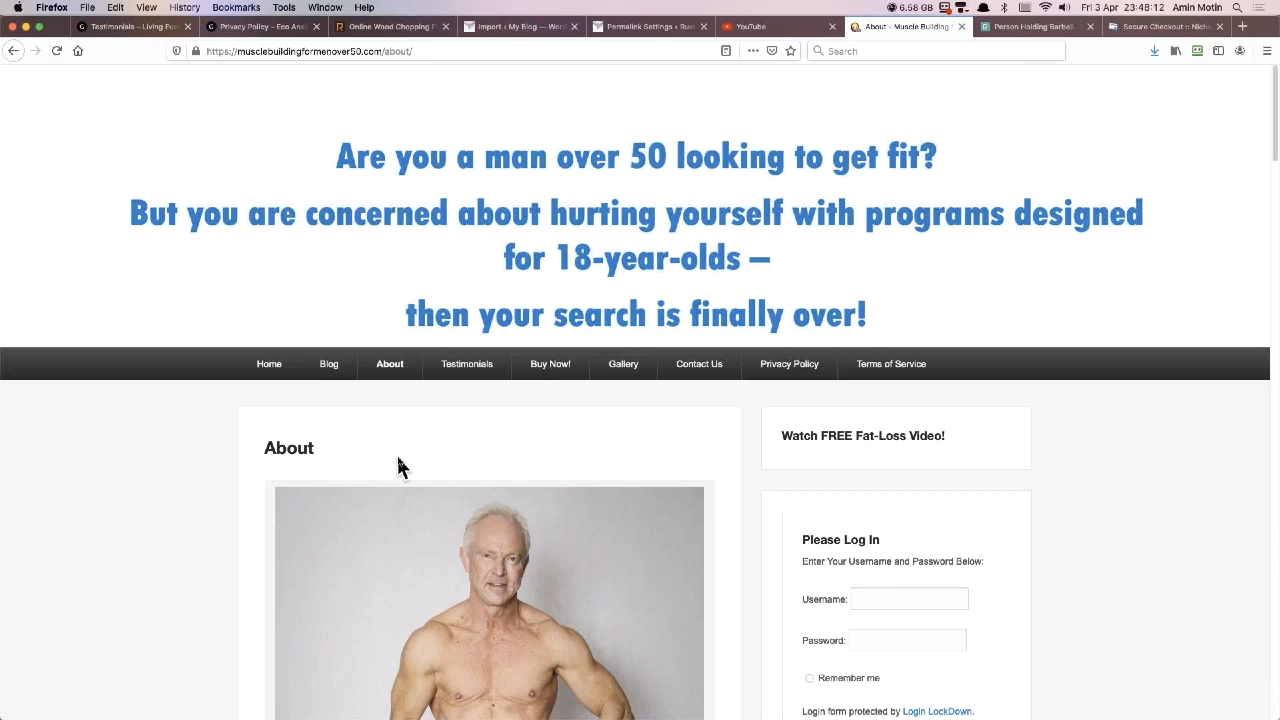 Firefox File Edit View History Bookmarks Tools Window Help 6.56 GB 100% Fri 3 Apr 23:48:12 Amin Motin
Testimonials – Living Fore
Privacy Policy – Eco Anvi
Online Wood Chopping F
Import ‹ My Blog — Wor
Permalink Settings ‹
YouTube
About - Muscle Building F
Person Holding Barbell
Secure Checkout :: Niche
https://musclebuildingformenover50.com/about/
Search
Are you a man over 50 looking to get fit?
But you are concerned about hurting yourself with programs designed
for 18-year-olds –
then your search is finally over!
Home Blog About Testimonials Buy Now! Gallery Contact Us Privacy Policy Terms of Service
About
Watch FREE Fat-Loss Video!
Please Log In
Enter Your Username and Password Below:
Username:
Password:
Remember me
Login form protected by Login LockDown.